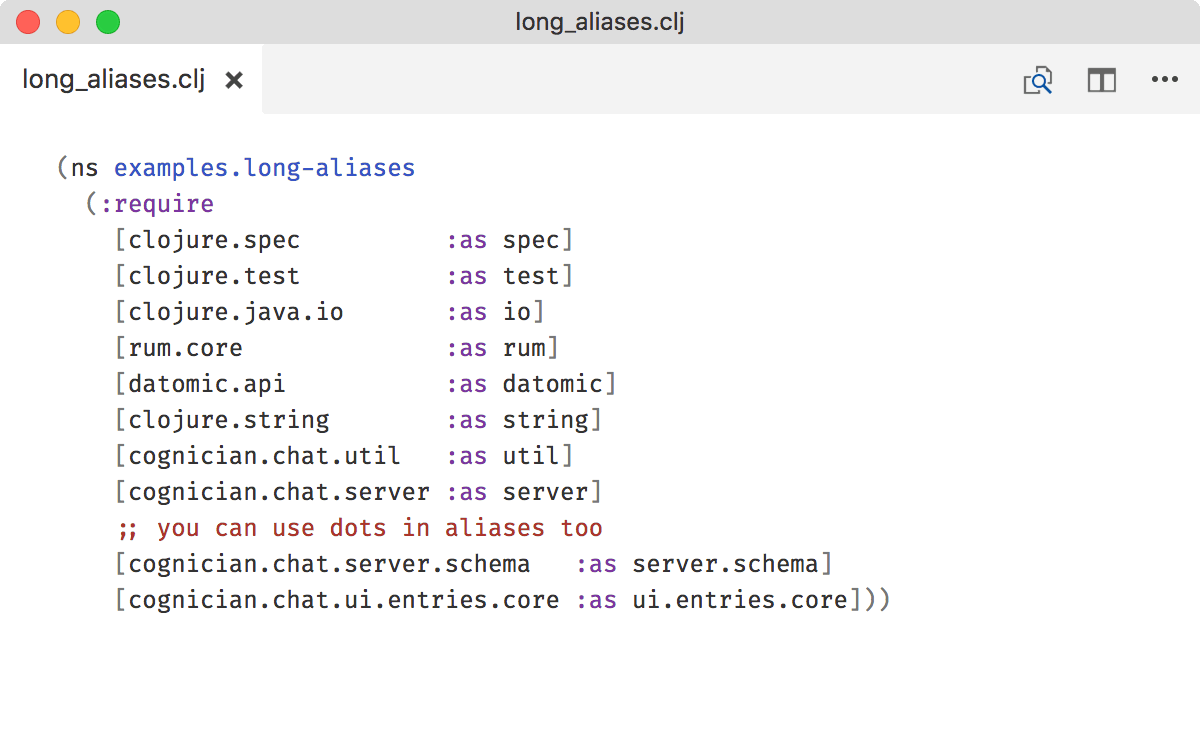 long_aliases.clj
long_aliases.clj
(ns examples.long-aliases
  (:require
    [clojure.spec          :as spec]
    [clojure.test          :as test]
    [clojure.java.io       :as io]
    [rum.core              :as rum]
    [datomic.api           :as datomic]
    [clojure.string        :as string]
    [cognician.chat.util   :as util]
    [cognician.chat.server :as server]
    ;; you can use dots in aliases too
    [cognician.chat.server.schema   :as server.schema]
    [cognician.chat.ui.entries.core :as ui.entries.core]))